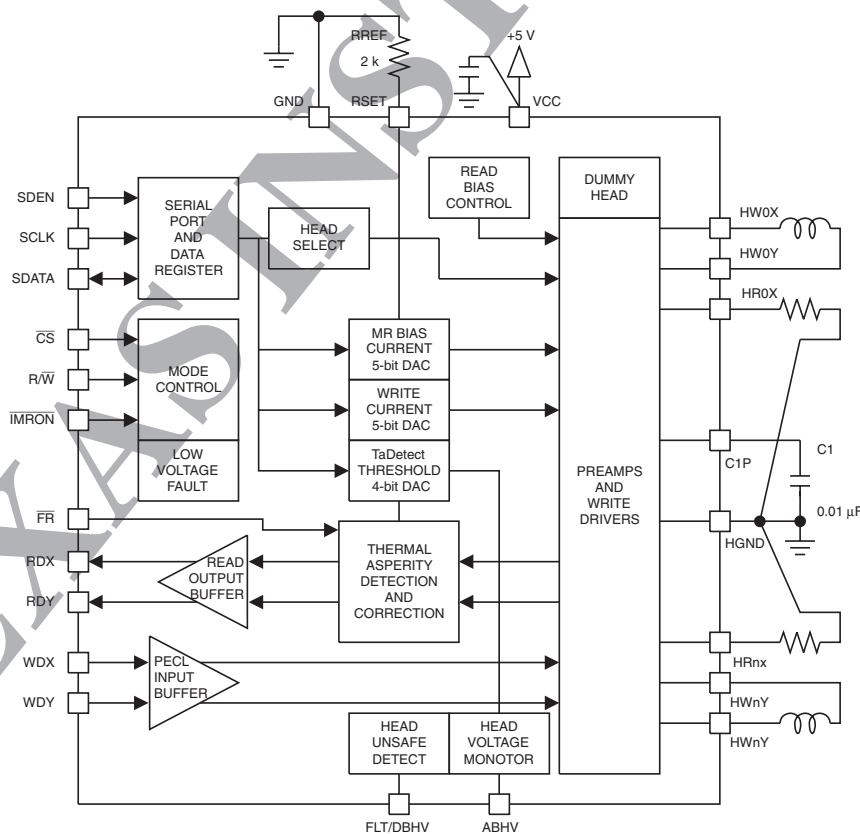 RREF
2 k
+5 V
GND
RSET
VCC
SDEN
SCLK
SDATA
CS
R/W
IMRON
FR
RDX
RDY
WDX
WDY
SERIAL
PORT
AND
DATA
REGISTER
HEAD
SELECT
READ
BIAS
CONTROL
DUMMY
HEAD
MODE
CONTROL
LOW
VOLTAGE
FAULT
MR BIAS
CURRENT
5-bit DAC
WRITE
CURRENT
5-bit DAC
TaDetect
THRESHOLD
4-bit DAC
THERMAL
ASPERITY
DETECTION
AND
CORRECTION
READ
OUTPUT
BUFFER
PECL
INPUT
BUFFER
PREAMPS
AND
WRITE
DRIVERS
HEAD
UNSAFE
DETECT
HEAD
VOLTAGE
MONOTOR
FLT/DBHV
ABHV
HW0X
HW0Y
HR0X
C1P
C1
0.01 µF
HGND
HRnx
HWnY
HWnY
EXAS INST